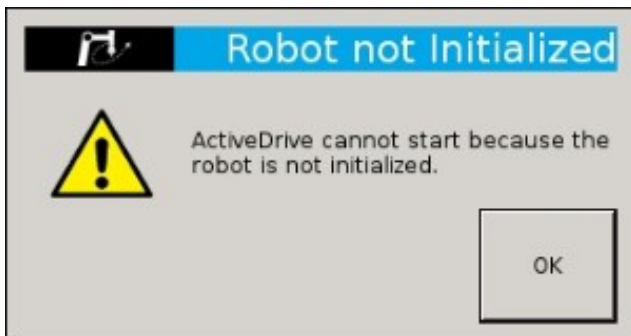 Robot not Initialized
ActiveDrive cannot start because the
robot is not initialized.
OK